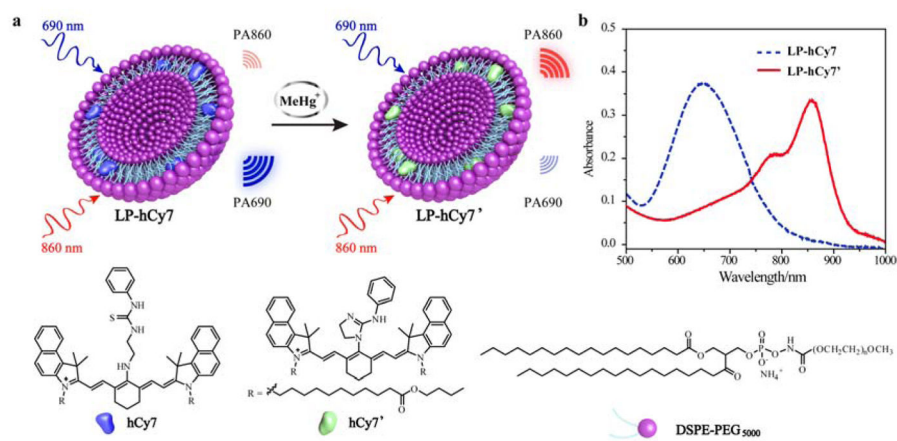 a
690 nm
PA860
MeHg+
690 nm
PA860
PA690
LP-hCy7
860 nm
PA690
LP-hCy7’
860 nm
b
0.5
0.4
0.3
0.2
0.1
0.0
Absorbance
LP-hCy7
LP-hCy7’
500
600
700
800
900
1000
Wavelength/nm
NH
S
NH
HN
N
R
N
R
hCy7
N
NH
N
N
R
N
R
R =
O
O
hCy7’
O
O
O
O
O
P
O
O-
H
N
O
(OCH2CH2)nOCH3
NH4+
DSPE-PEG5000